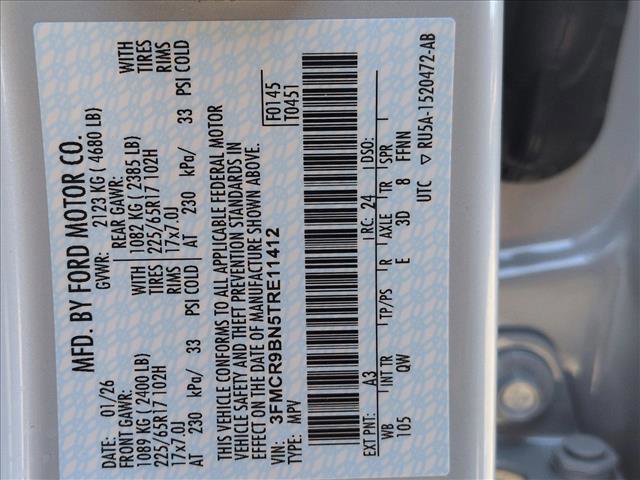 MFD. BY FORD MOTOR CO.
DATE: 01/26 GVWR: 2123 KG ( 4680 LB)
FRONT GAWR: REAR GAWR: WITH
1089 KG ( 2400 LB) WITH 1082 KG ( 2385 LB) TIRES
225/65R17 102H TIRES 225/65R17 102H RIMS
17x7.0J RIMS 17x7.0J
AT 230 kPa/ 33 PSI COLD AT 230 kPa/ 33 PSI COLD
THIS VEHICLE CONFORMS TO ALL APPLICABLE FEDERAL MOTOR
VEHICLE SAFETY AND THEFT PREVENTION STANDARDS IN
EFFECT ON THE DATE OF MANUFACTURE SHOWN ABOVE.
VIN: 3FMCR9BN5TRE11412 F0145
TYPE: MPV T0451
EXT PNT: A3 RC: 24 DSO:
WB INT TR TP/PS R AXLE TR SPR
105 QW E 3D 8 FFNN
UTC ▽ RU5A-1520472-AB